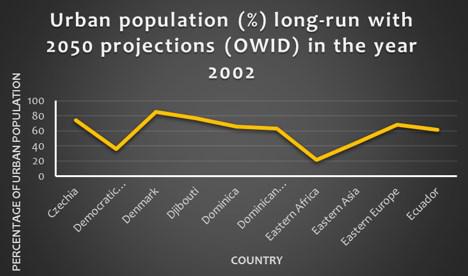 Urban population (%) long-run with
2050 projections (OWID) in the year
2002
PERCENTAGE OF URBAN POPULATION
100
80
60
40
20
0
Czechia
Democratic...
Denmark
Djibouti
Dominica
Dominican...
Eastern Africa
Eastern Asia
Eastern Europe
Ecuador
COUNTRY